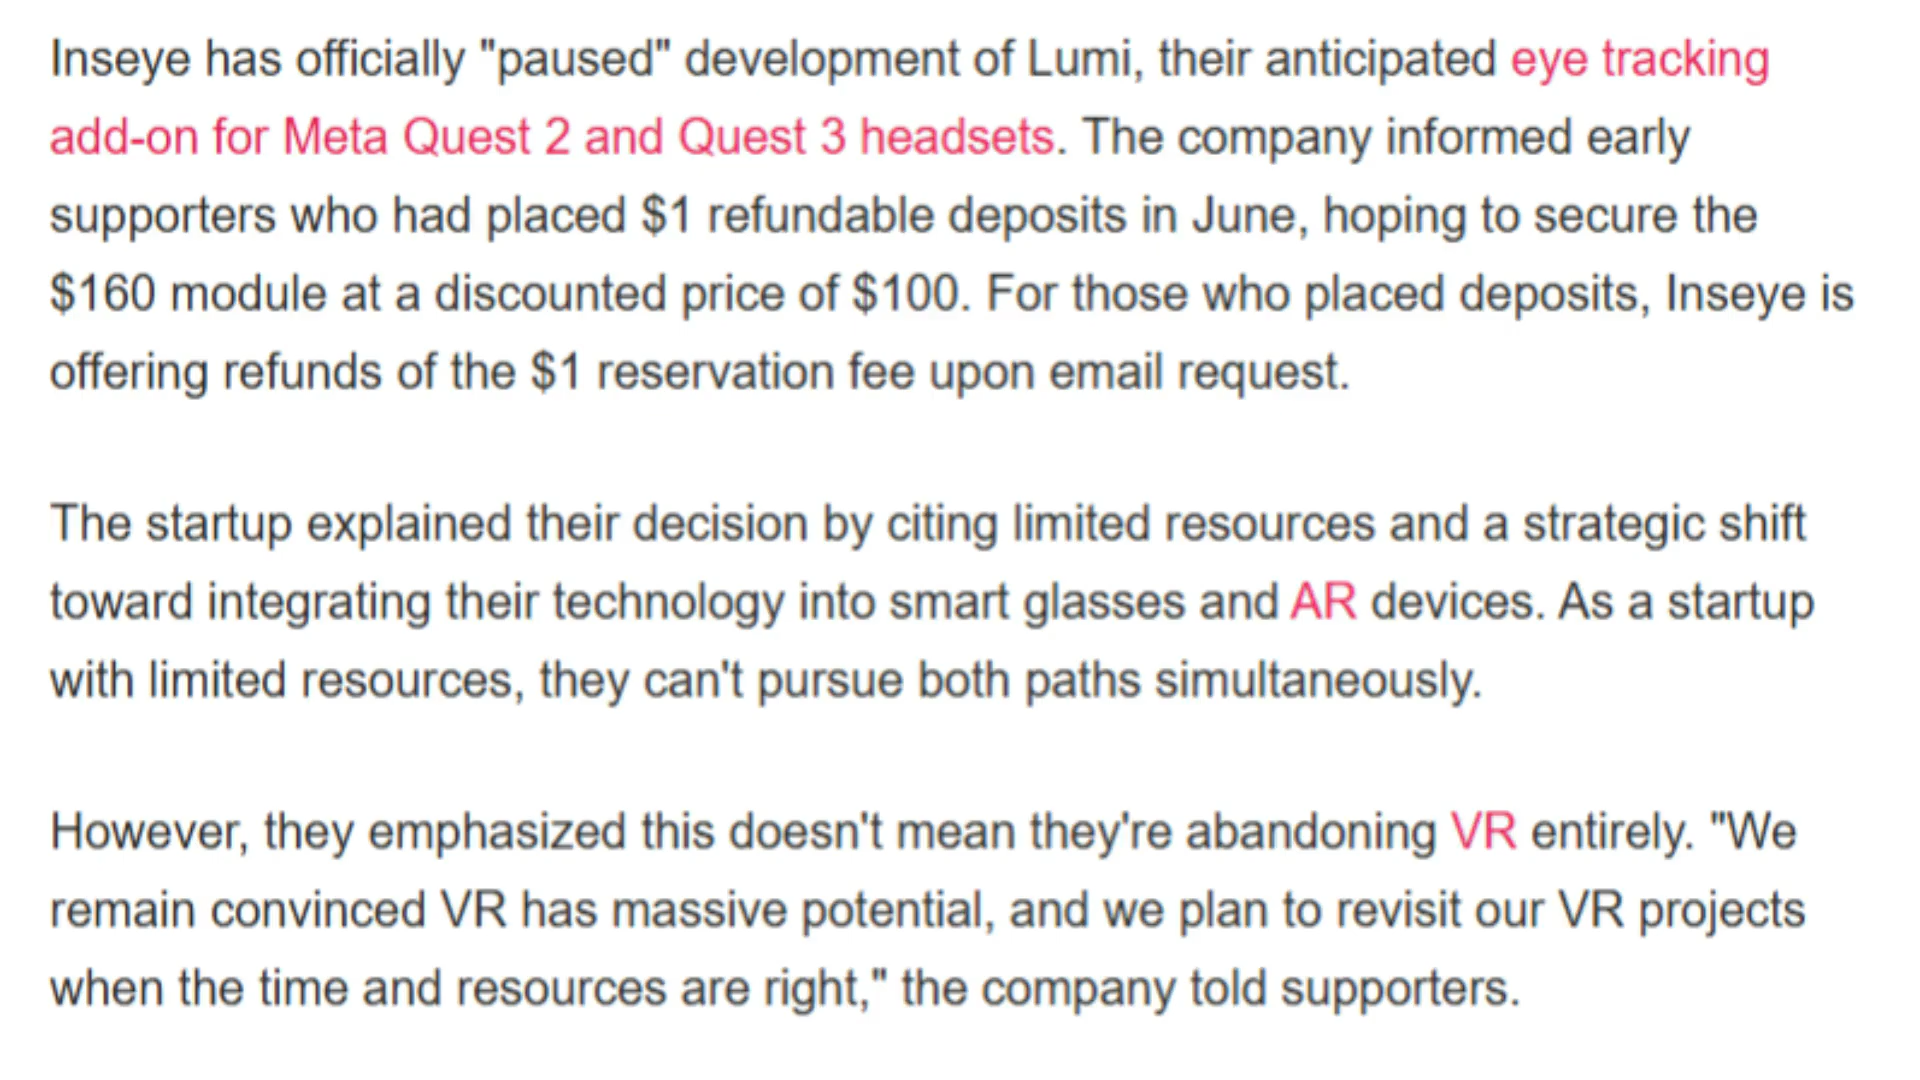 Inseye has officially "paused" development of Lumi, their anticipated eye tracking
add-on for Meta Quest 2 and Quest 3 headsets. The company informed early
supporters who had placed $1 refundable deposits in June, hoping to secure the
$160 module at a discounted price of $100. For those who placed deposits, Inseye is
offering refunds of the $1 reservation fee upon email request.
The startup explained their decision by citing limited resources and a strategic shift
toward integrating their technology into smart glasses and AR devices. As a startup
with limited resources, they can't pursue both paths simultaneously.
However, they emphasized this doesn't mean they're abandoning VR entirely. "We
remain convinced VR has massive potential, and we plan to revisit our VR projects
when the time and resources are right," the company told supporters.